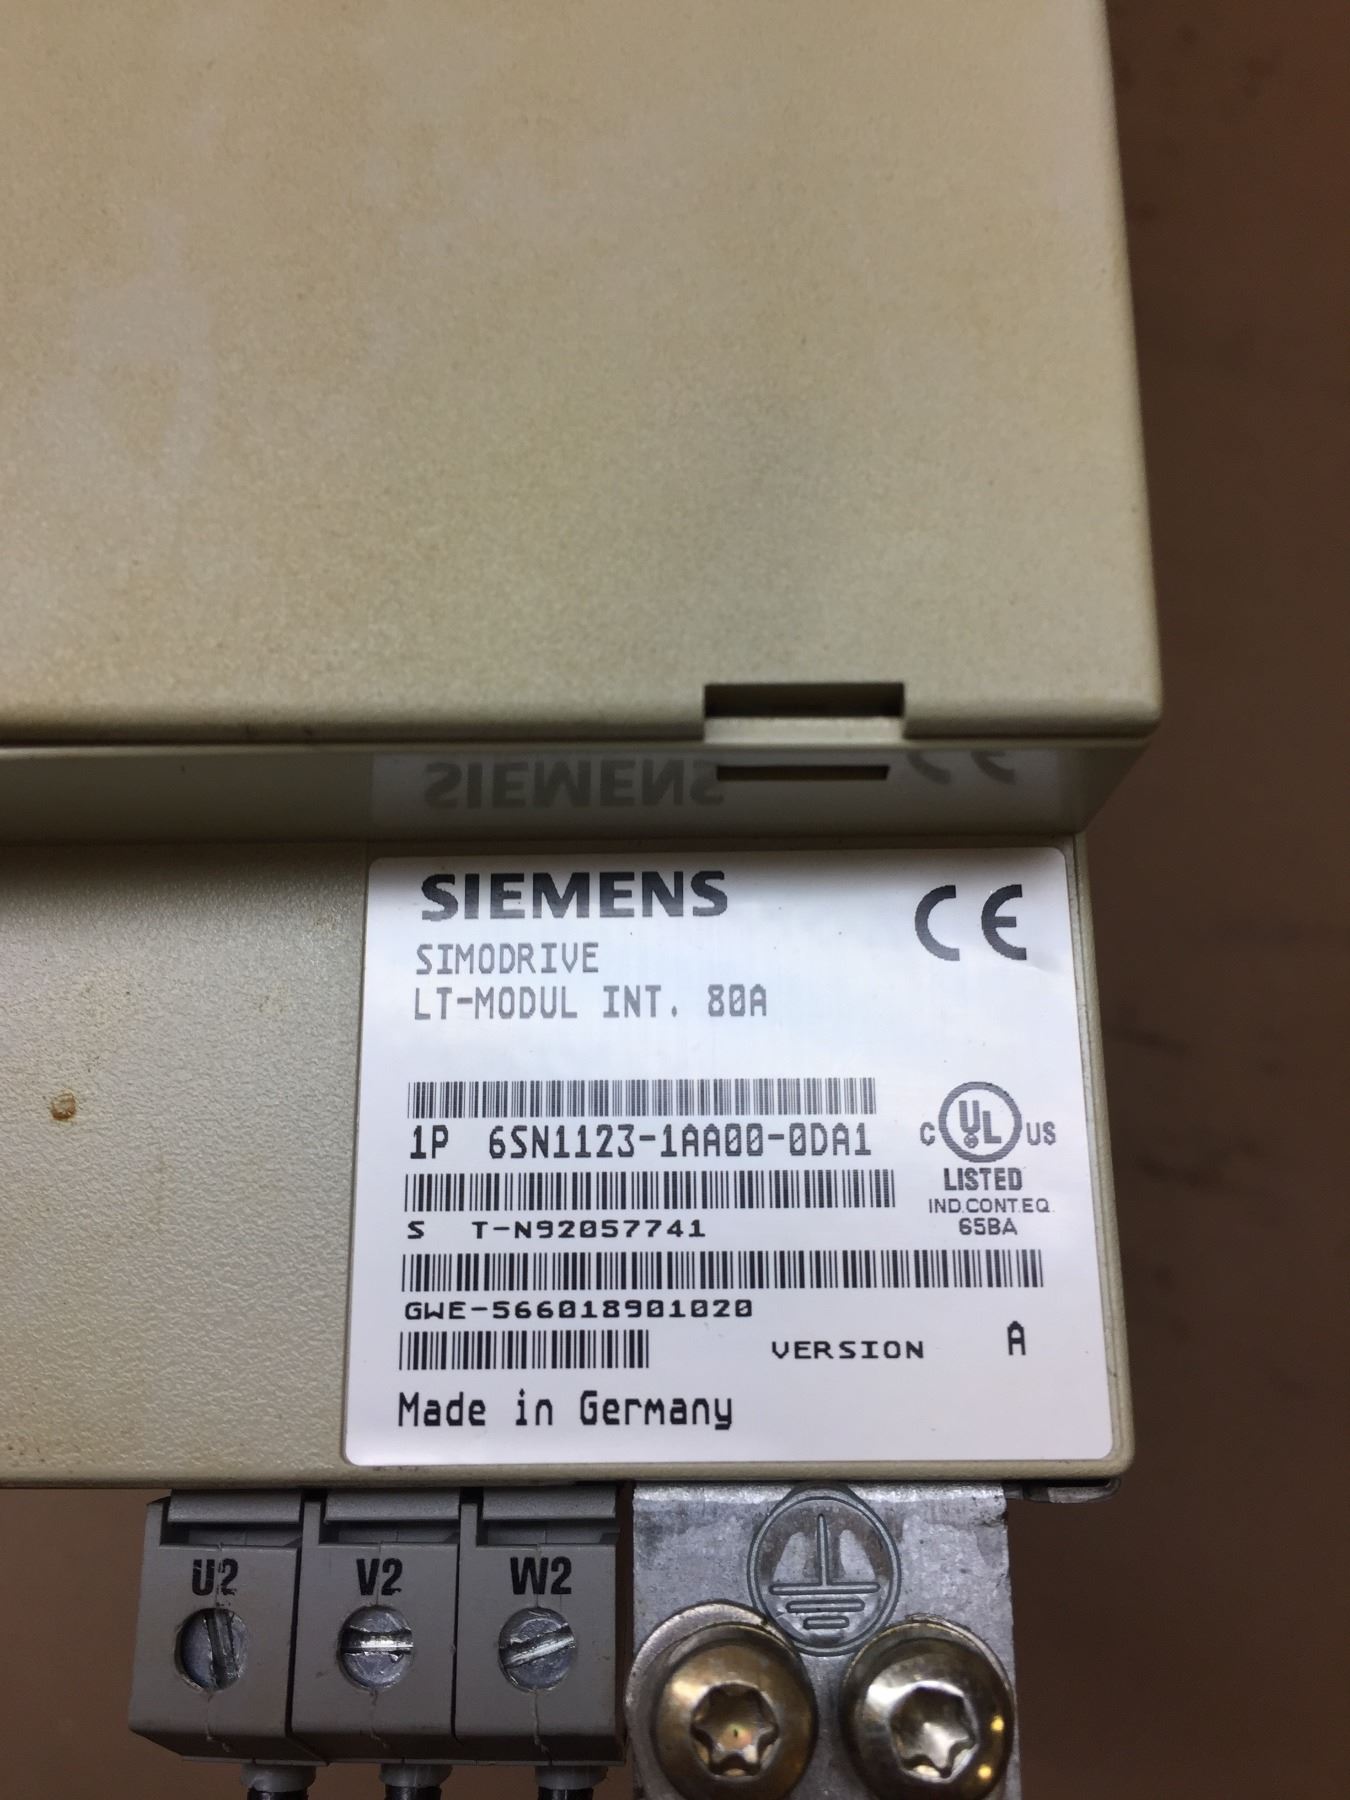 SIEMENS
CE
SIMODRIVE
LT-MODUL INT. 80A
1P 6SN1123-1AA00-0DA1
C UL US
LISTED
IND.CONT.EQ.
65BA
S T-N92057741
GWE-566018901020
VERSION A
Made in Germany
U2 V2 W2